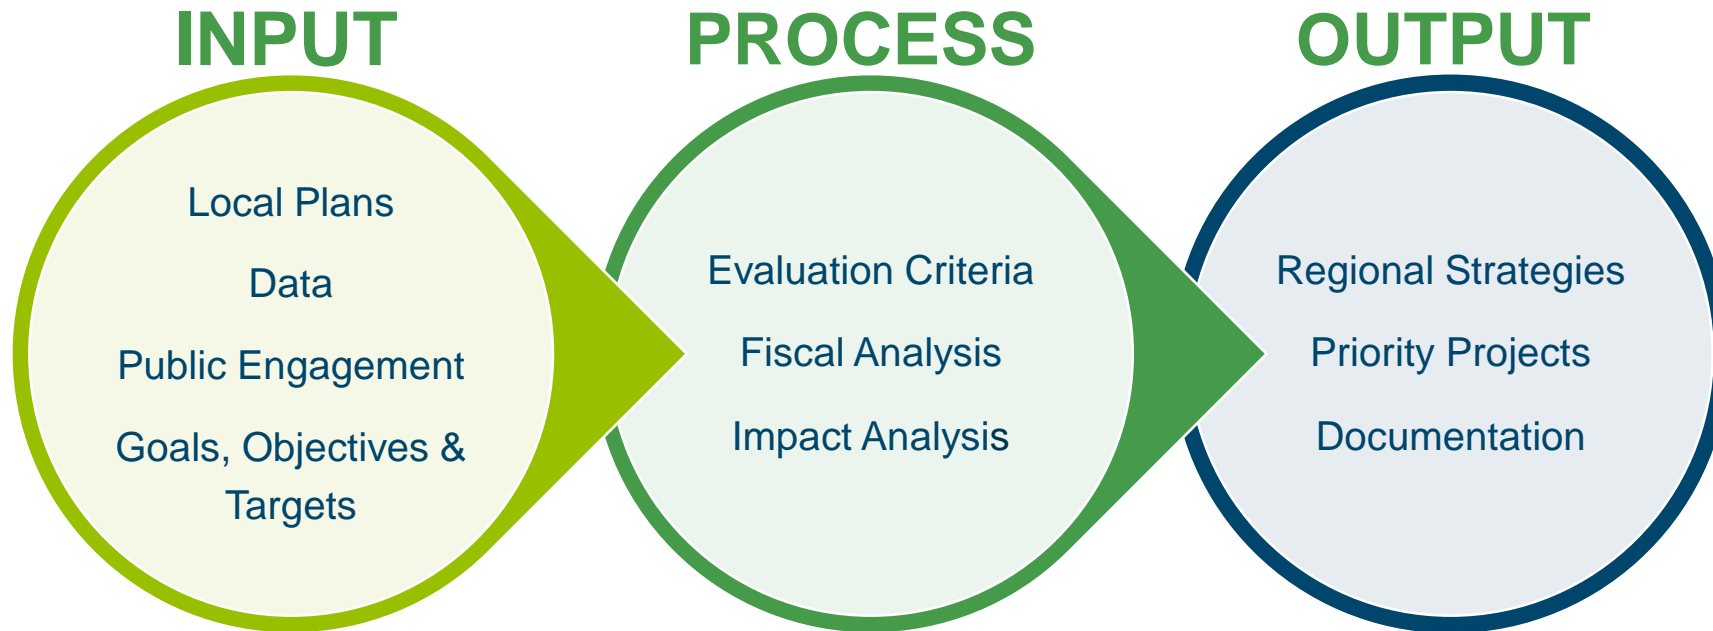 INPUT
Local Plans
Data
Public Engagement
Goals, Objectives &
Targets
PROCESS
Evaluation Criteria
Fiscal Analysis
Impact Analysis
OUTPUT
Regional Strategies
Priority Projects
Documentation